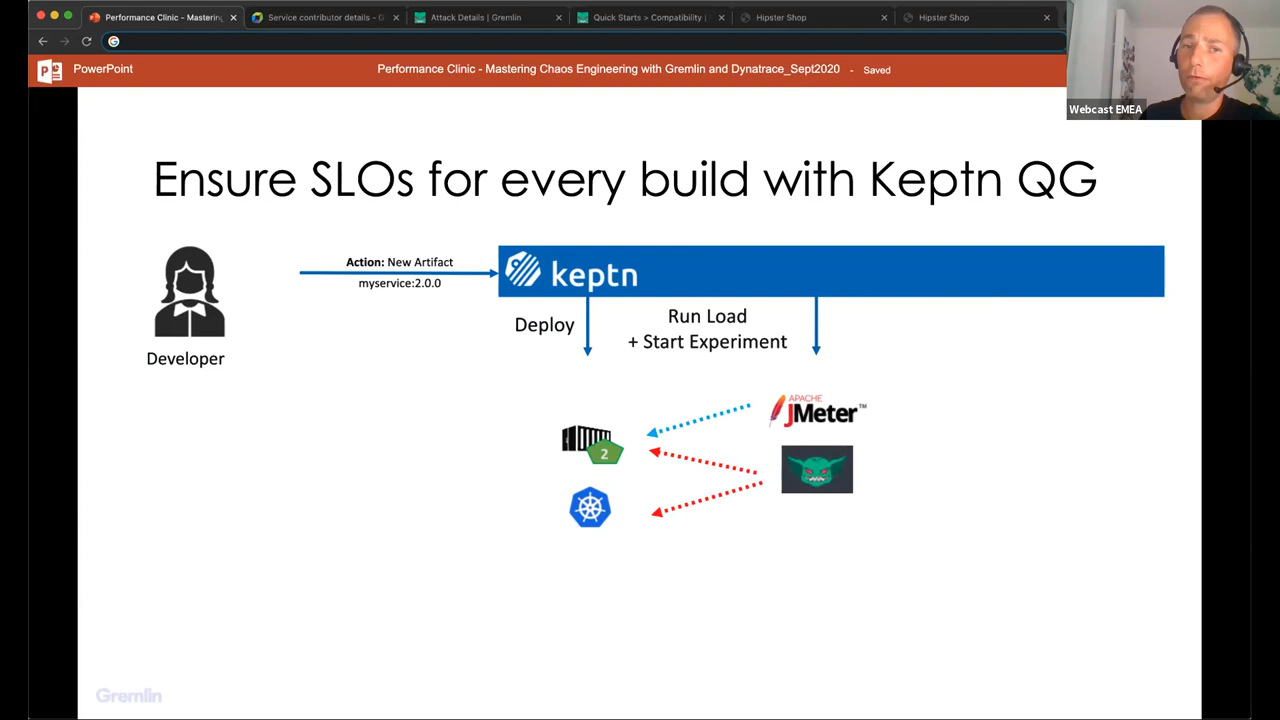 Performance Clinic - Mastering
Service contributor details - G
Attack Details | Gremlin
Quick Starts > Compatibility |
Hipster Shop
Hipster Shop
PowerPoint
Performance Clinic - Mastering Chaos Engineering with Gremlin and Dynatrace_Sept2020 - Saved
Webcast EMEA
Ensure SLOs for every build with Keptn QG
Action: New Artifact
myservice:2.0.0
keptn
Developer
Deploy
Run Load
+ Start Experiment
APACHE
JMeter™
2
Gremlin